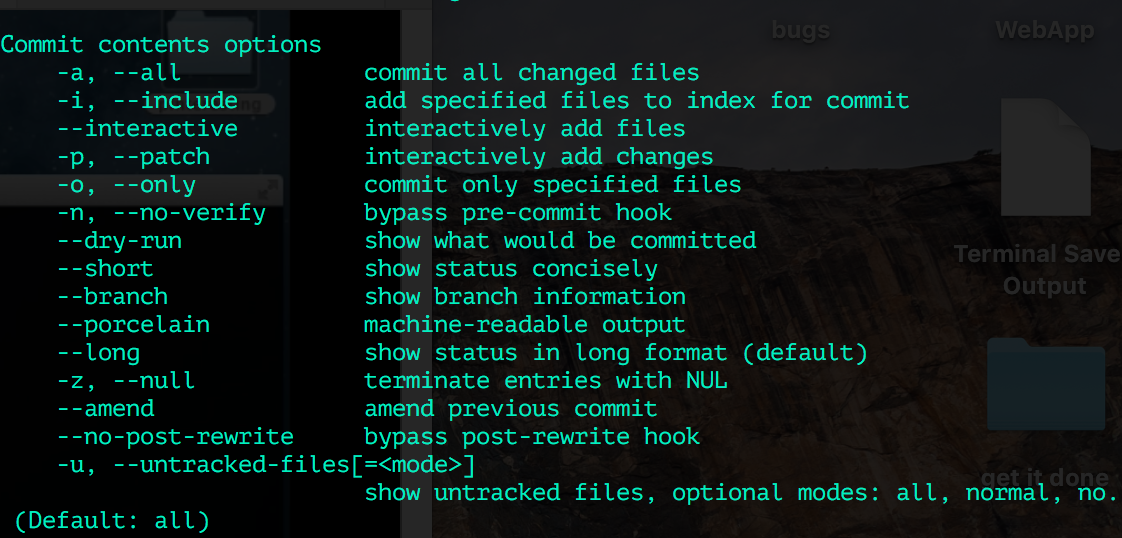 bugs
WebApp
Commit contents options
-a, --all commit all changed files
-i, --include add specified files to index for commit
--interactive interactively add files
-p, --patch interactively add changes
-o, --only commit only specified files
-n, --no-verify bypass pre-commit hook
--dry-run show what would be committed
--short show status concisely
--branch show branch information
--porcelain machine-readable output
--long show status in long format (default)
-z, --null terminate entries with NUL
--amend amend previous commit
--no-post-rewrite bypass post-rewrite hook
-u, --untracked-files[=<mode>]
show untracked files, optional modes: all, normal, no.
(Default: all)
Terminal Save
Output
get it done